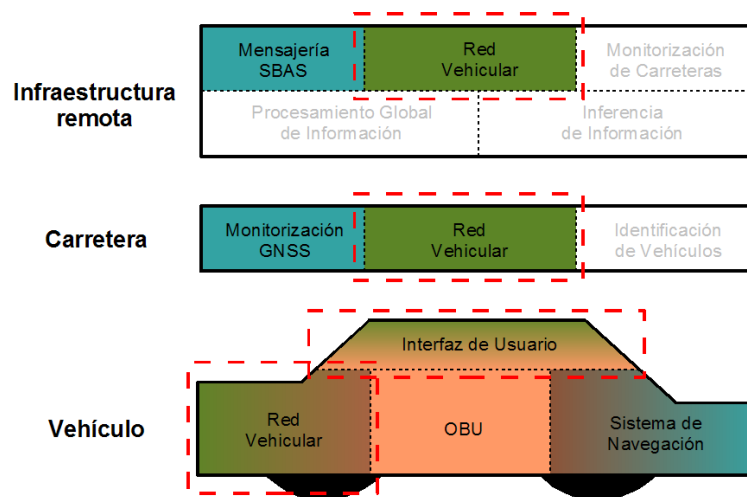 Infraestructura
remota
Mensajería
SBAS
Red
Vehicular
Monitorización
de Carreteras
Procesamiento Global
de Información
Inferencia
de Información
Carretera
Monitorización
GNSS
Red
Vehicular
Identificación
de Vehículos
Vehículo
Interfaz de Usuario
Red
Vehicular
OBU
Sistema de
Navegación